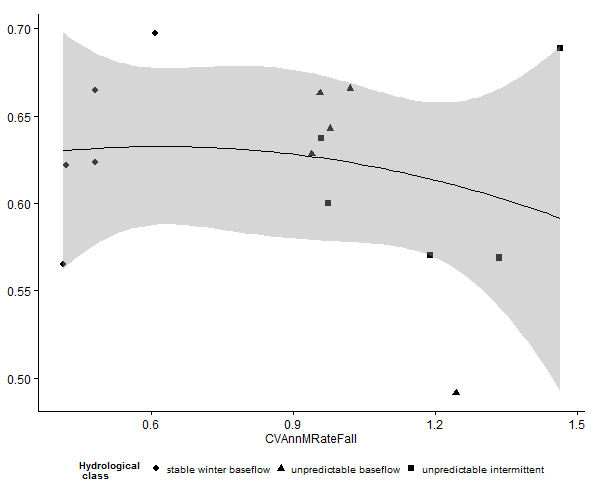 0.70
0.65
0.60
0.55
0.50
0.6 0.9 1.2 1.5
CVAnnMRateFall
Hydrological
class
stable winter baseflow unpredictable baseflow unpredictable intermittent